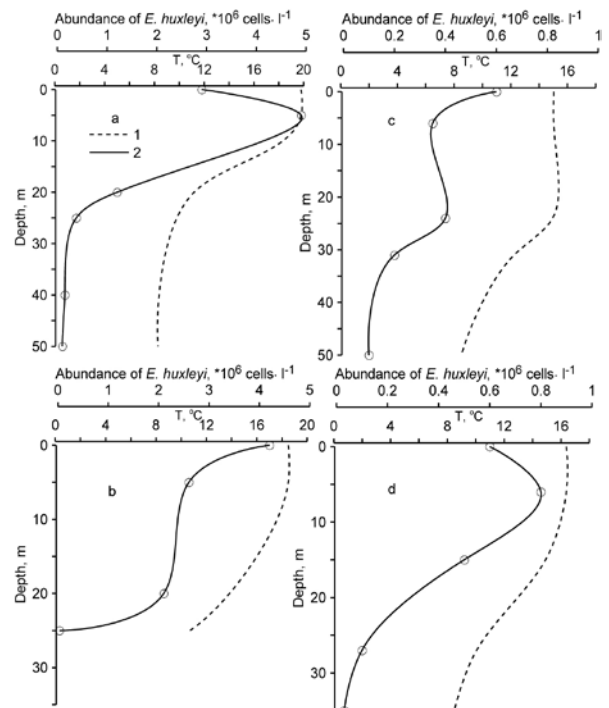 Abundance of E. huxleyi, *10⁶ cells· l⁻¹
0 1 2 3 4 5
T, °C
0 4 8 12 16 20
0
10
20
30
40
50
Depth, m
a
1
2
Abundance of E. huxleyi, *10⁶ cells· l⁻¹
0 0.2 0.4 0.6 0.8 1
T, °C
4 8 12 16
0
10
20
30
40
50
Depth, m
c
Abundance of E. huxleyi, *10⁶ cells· l⁻¹
0 1 2 3 4 5
T, °C
0 4 8 12 16 20
0
10
20
30
Depth, m
b
Abundance of E. huxleyi, *10⁶ cells· l⁻¹
0 0.2 0.4 0.6 0.8 1
T, °C
4 8 12 16
0
10
20
30
Depth, m
d